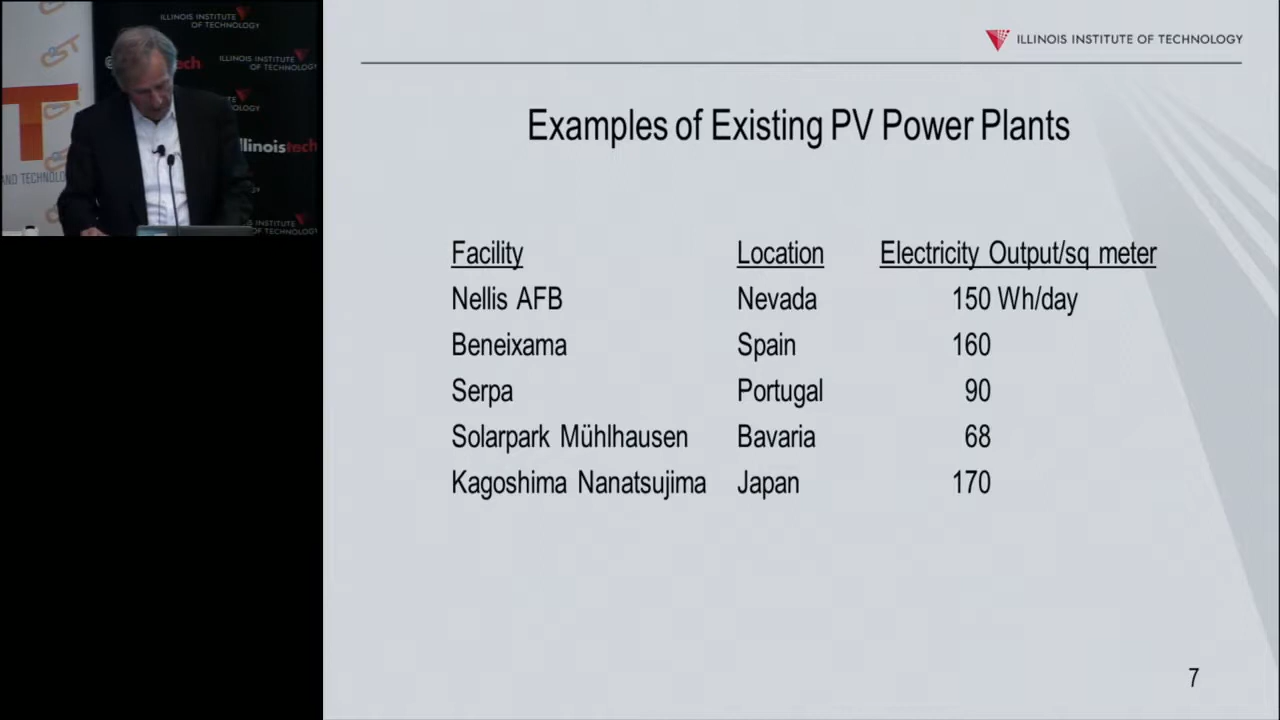 ILLINOIS INSTITUTE OF TECHNOLOGY
Examples of Existing PV Power Plants
Facility Location Electricity Output/sq meter
Nellis AFB Nevada 150 Wh/day
Beneixama Spain 160
Serpa Portugal 90
Solarpark Mühlhausen Bavaria 68
Kagoshima Nanatsujima Japan 170
7
ILLINOIS INSTITUTE
OF TECHNOLOGY
ILLINOIS INSTITUTE
OF TECHNOLOGY
illinoistech
AND TECHNOLO
INSTITUTE
OF TECHNOLOGY